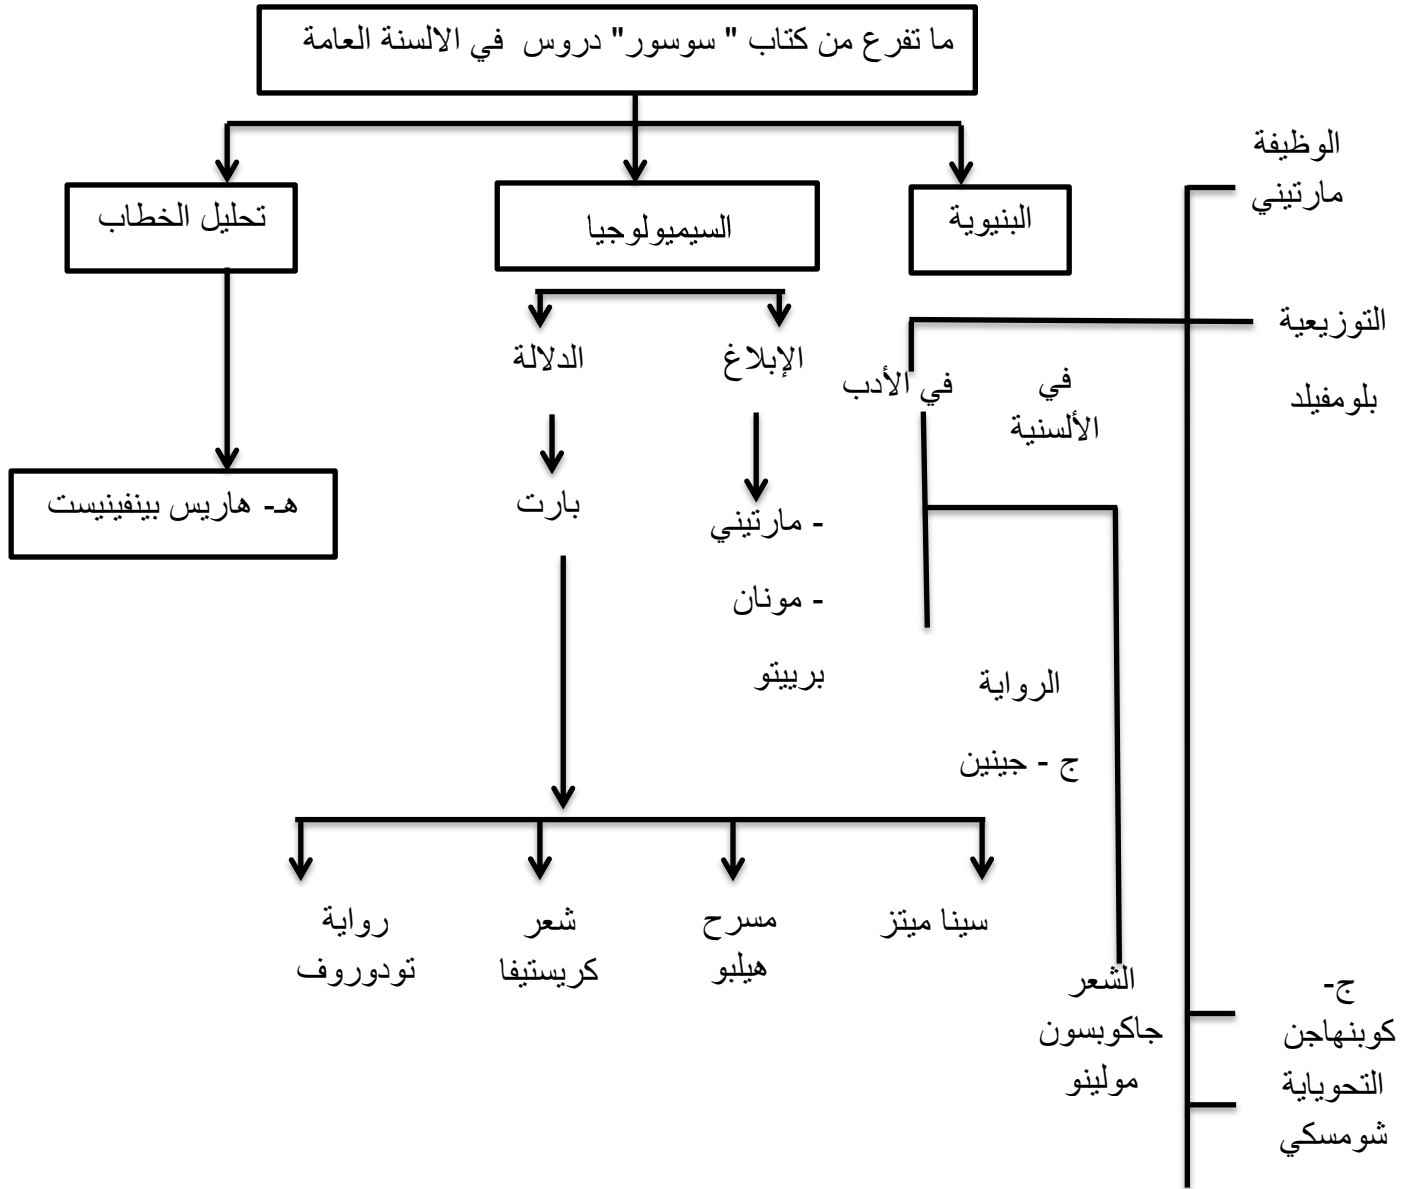 ما تفرع من كتاب " سوسور" دروس في الالسنة العامة
البنيوية
السيميولوجيا
تحليل الخطاب
الوظيفة
مارتيني
التوزيعية
بلومفيلد
في
الألسنية
في الأدب
الإبلاغ
الدلالة
- مارتيني
- مونان
برييتو
بارت
هـ- هاريس بينفينيست
الرواية
ج - جينين
سينا ميتز
مسرح
هيلبو
شعر
كريستيفا
رواية
تودوروف
الشعر
جاكوبسون
مولينو
ج-
كوبنهاجن
التحوياية
شومسكي